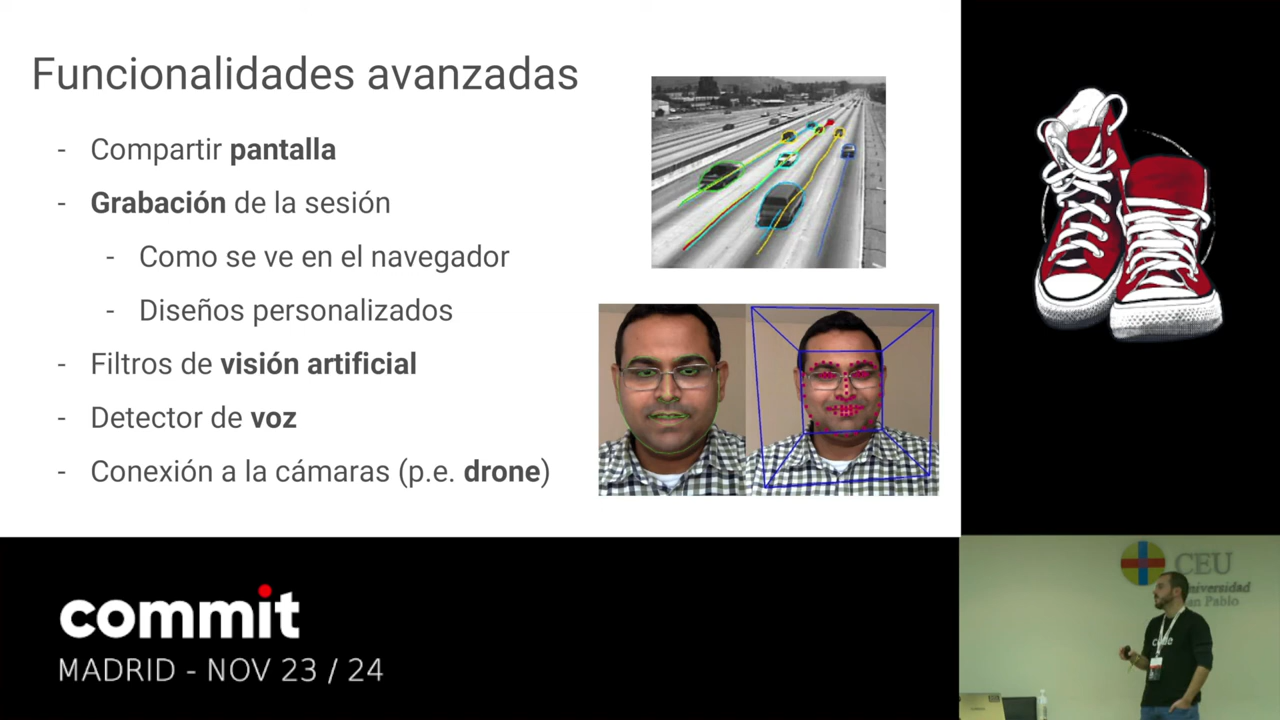 Funcionalidades avanzadas
- Compartir pantalla
- Grabación de la sesión
- Como se ve en el navegador
- Diseños personalizados
- Filtros de visión artificial
- Detector de voz
- Conexión a la cámaras (p.e. drone)
commit
MADRID - NOV 23 / 24
CEU
Universidad
San Pablo